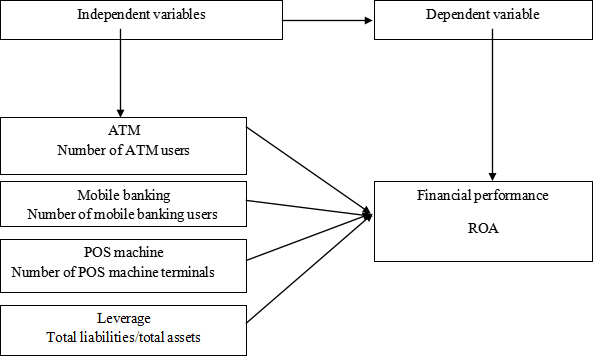 Independent variables
Dependent variable
ATM
Number of ATM users
Mobile banking
Number of mobile banking users
POS machine
Number of POS machine terminals
Leverage
Total liabilities/total assets
Financial performance
ROA